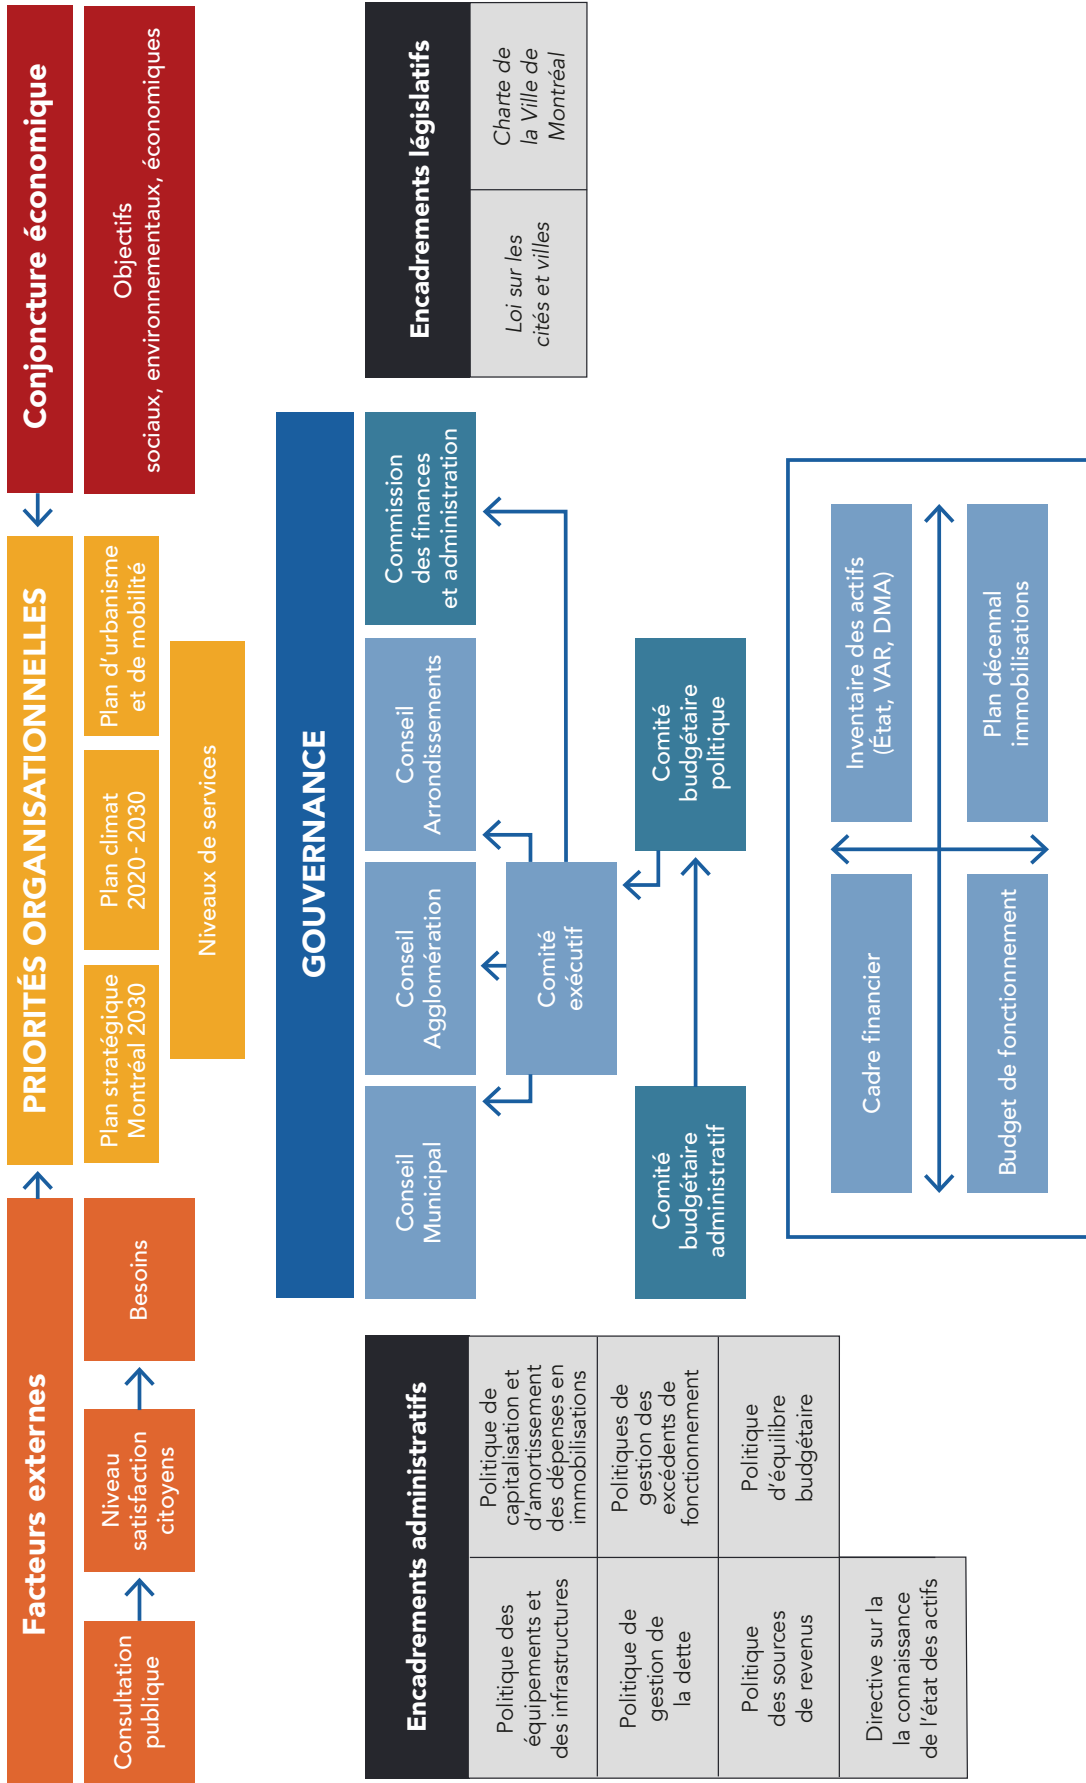 Facteurs externes
Consultation
publique
Niveau
satisfaction
citoyens
Besoins
PRIORITÉS ORGANISATIONNELLES
Plan stratégique
Montréal 2030
Plan climat
2020-2030
Plan d'urbanisme
et de mobilité
Niveaux de services
Conjoncture économique
Objectifs
sociaux, environnementaux, économiques
Encadrements administratifs
Politique des
équipements et
des infrastructures
Politique de
capitalisation et
d'amortissement
des dépenses en
immobilisations
Politique de
gestion de
la dette
Politiques de
gestion des
excédents de
fonctionnement
Politique
des sources
de revenus
Politique
d'équilibre
budgétaire
Directive sur la
la connaissance
de l'état des actifs
GOUVERNANCE
Conseil
Municipal
Conseil
Agglomération
Conseil
Arrondissements
Commission
des finances
et administration
Comité
exécutif
Comité
budgétaire
administratif
Comité
budgétaire
politique
Encadrements législatifs
Loi sur les
cités et villes
Charte de
la Ville de
Montréal
Cadre financier
Inventaire des actifs
(État, VAR, DMA)
Budget de fonctionnement
Plan décennal
immobilisations